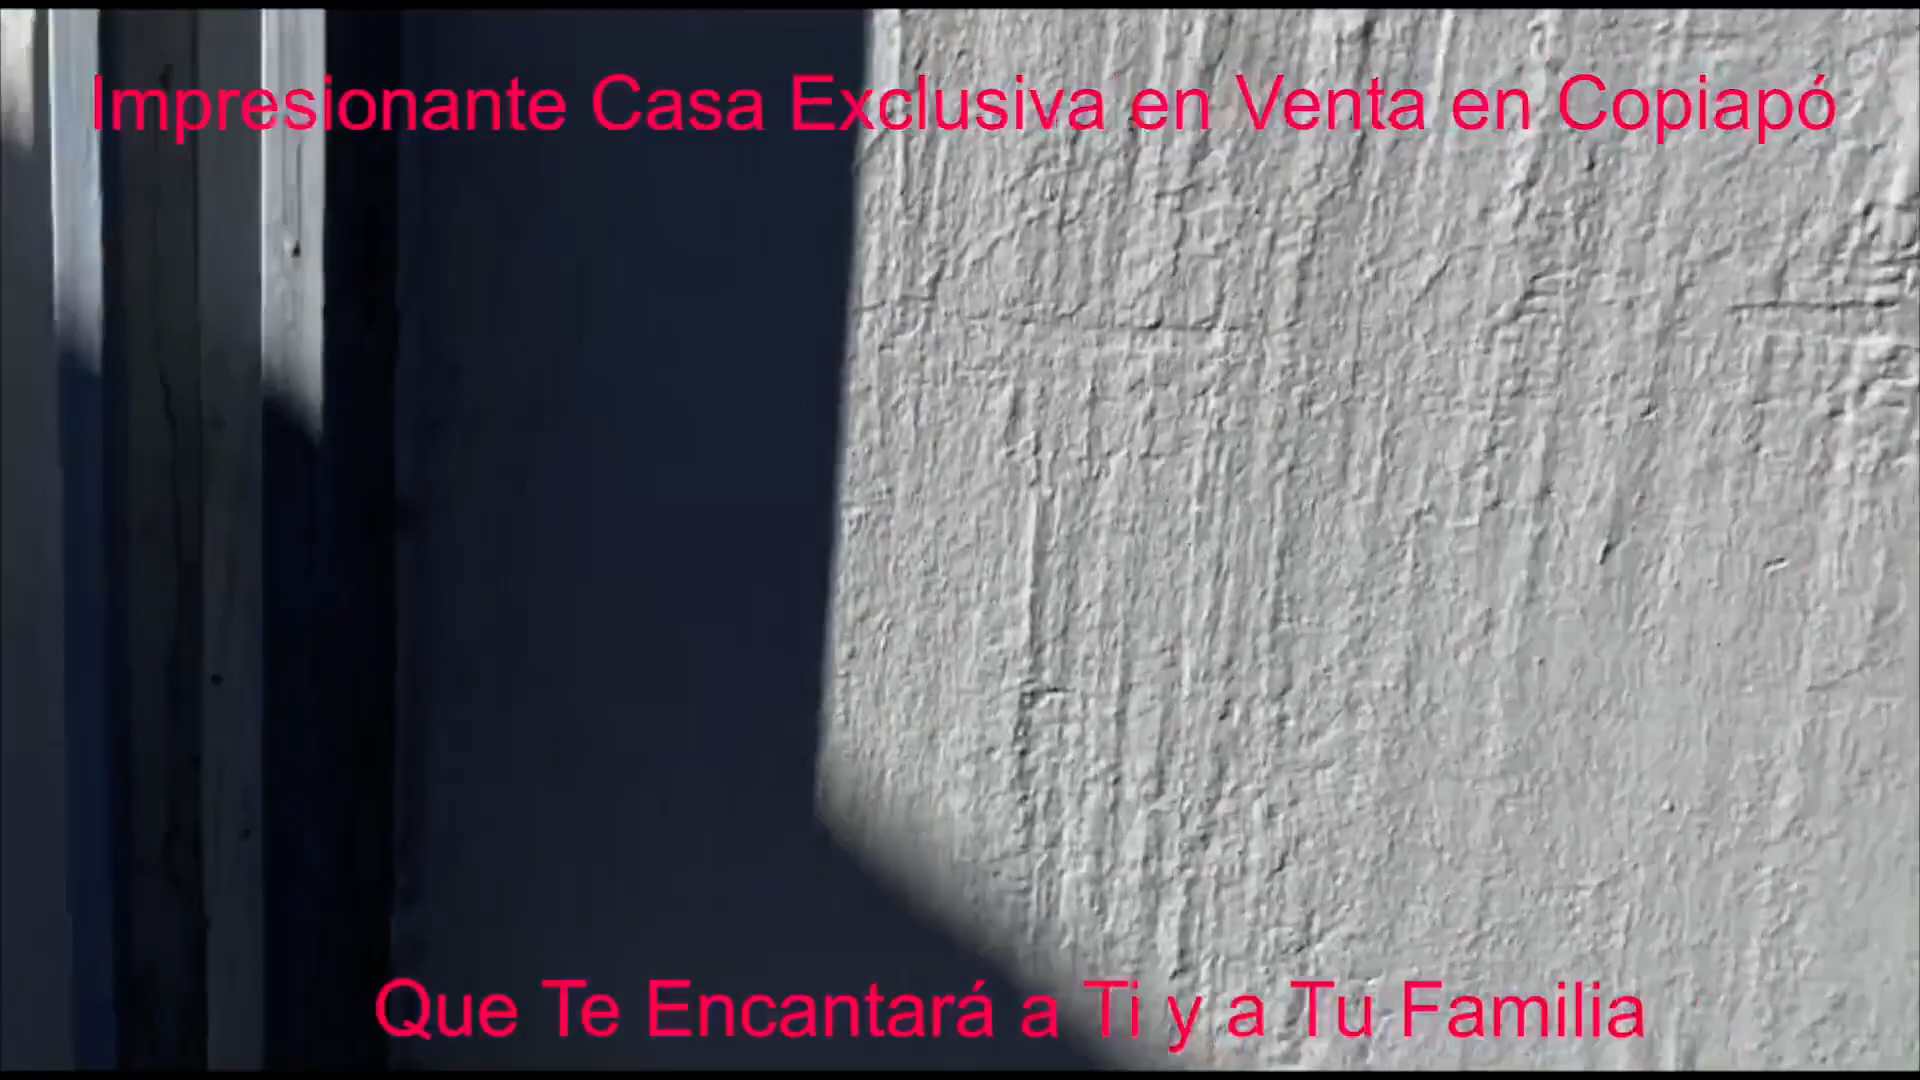 Impresionante Casa Exclusiva en Venta en Copiapó
Que Te Encantará a Ti y a Tu Familia